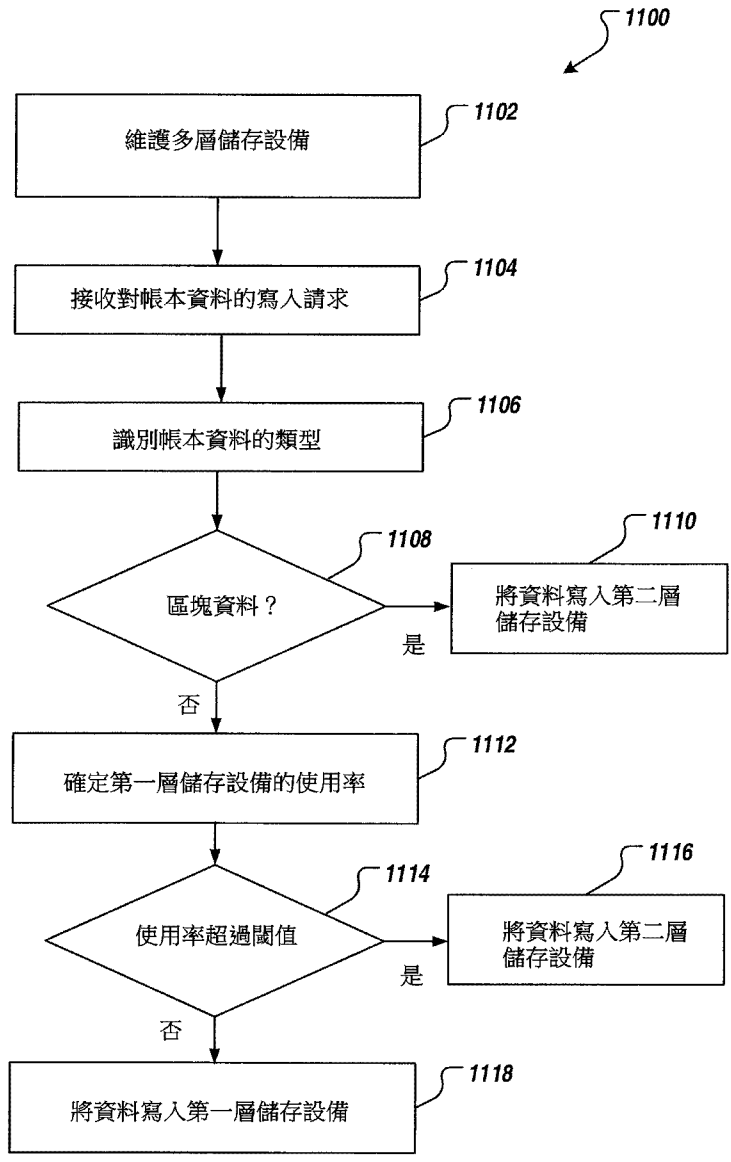 1100
1102
維護多層儲存設備
1104
接收對帳本資料的寫入請求
1106
識別帳本資料的類型
1108
區塊資料？
是
1110
將資料寫入第二層
儲存設備
否
1112
確定第一層儲存設備的使用率
1114
使用率超過閾值
是
1116
將資料寫入第二層
儲存設備
否
1118
將資料寫入第一層儲存設備